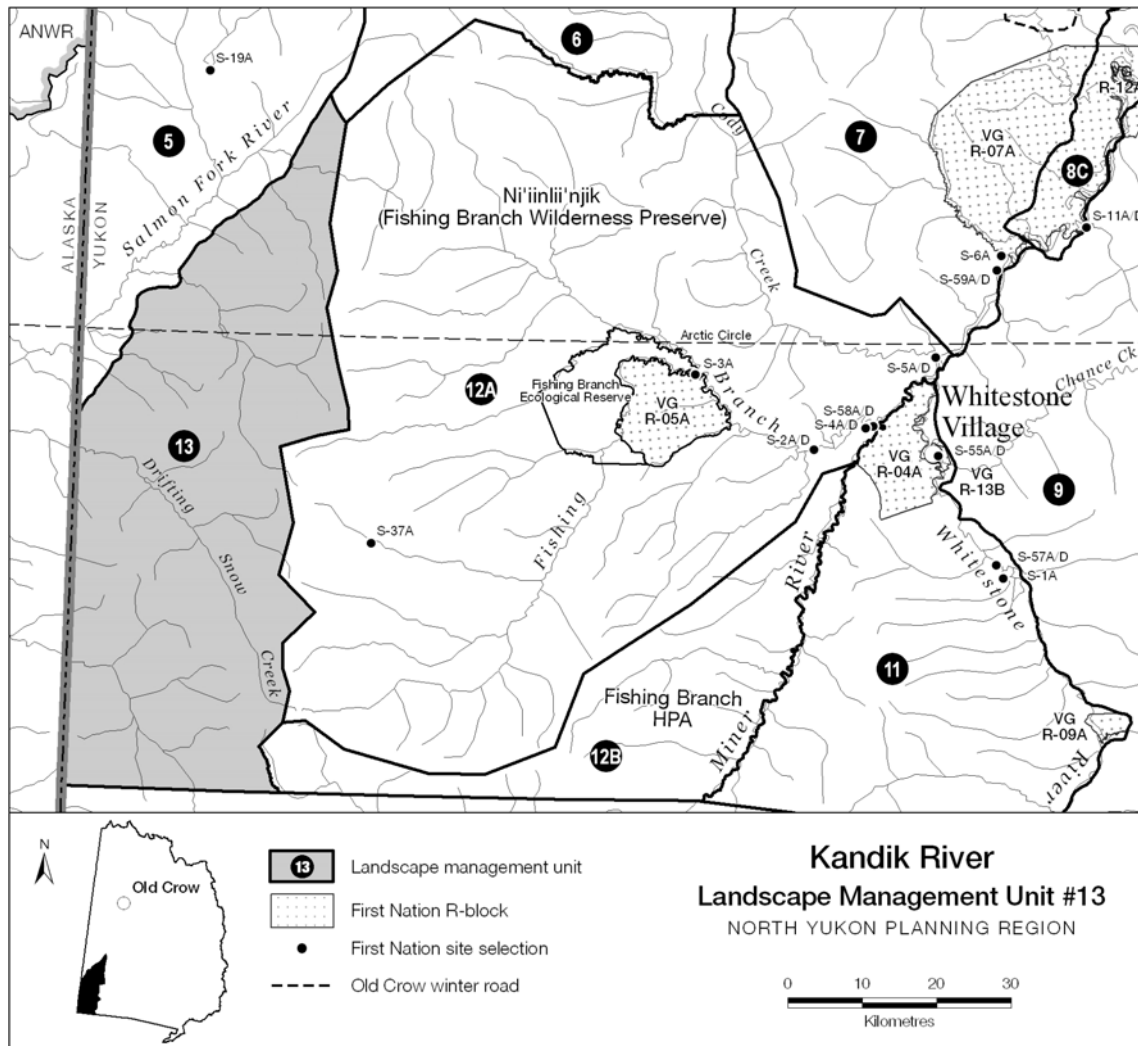 ANWR
S-19A
6
5
Salmon Fork River
Cody
Creek
7
VG
R-12A
VG
R-07A
8C
S-11A/D
Ni'iinlii'njik
(Fishing Branch Wilderness Preserve)
ALASKA
YUKON
S-6A
S-59A/D
Arctic Circle
S-3A
S-5A/D
Chance Ck
12A
Fishing Branch
Ecological Reserve
VG
R-05A
Branch
Whitestone
Village
S-58A/D
S-4A/D
S-2A/D
VG
R-04A
S-55A/D
VG
R-13B
9
13
Drifting
Snow
Creek
S-37A
Fishing
River
Whitestone
S-57A/D
S-1A
11
Fishing Branch
HPA
12B
Miner
VG
R-09A
River
N
Old Crow
13
Landscape management unit
First Nation R-block
First Nation site selection
Old Crow winter road
Kandik River
Landscape Management Unit #13
NORTH YUKON PLANNING REGION
0 10 20 30
Kilometres